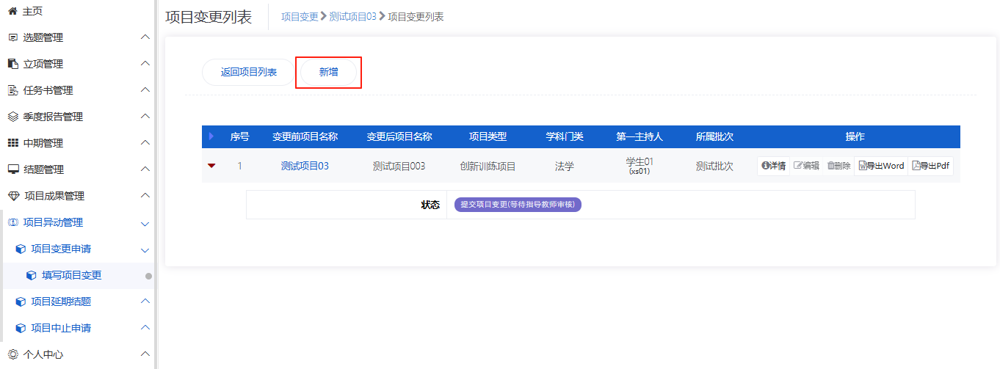 主页
选题管理
立项管理
任务书管理
季度报告管理
中期管理
结题管理
项目成果管理
项目异动管理
项目变更申请
填写项目变更
项目延期结题
项目中止申请
个人中心
项目变更列表
项目变更 测试项目03 项目变更列表
返回项目列表 新增
序号 变更前项目名称 变更后项目名称 项目类型 学科门类 第一主持人 所属批次 操作
1 测试项目03 测试项目003 创新训练项目 法学 学生01 测试批次 详情 编辑 删除 导出Word 导出Pdf
(xs01)
状态 提交项目变更(等待指导教师审核)